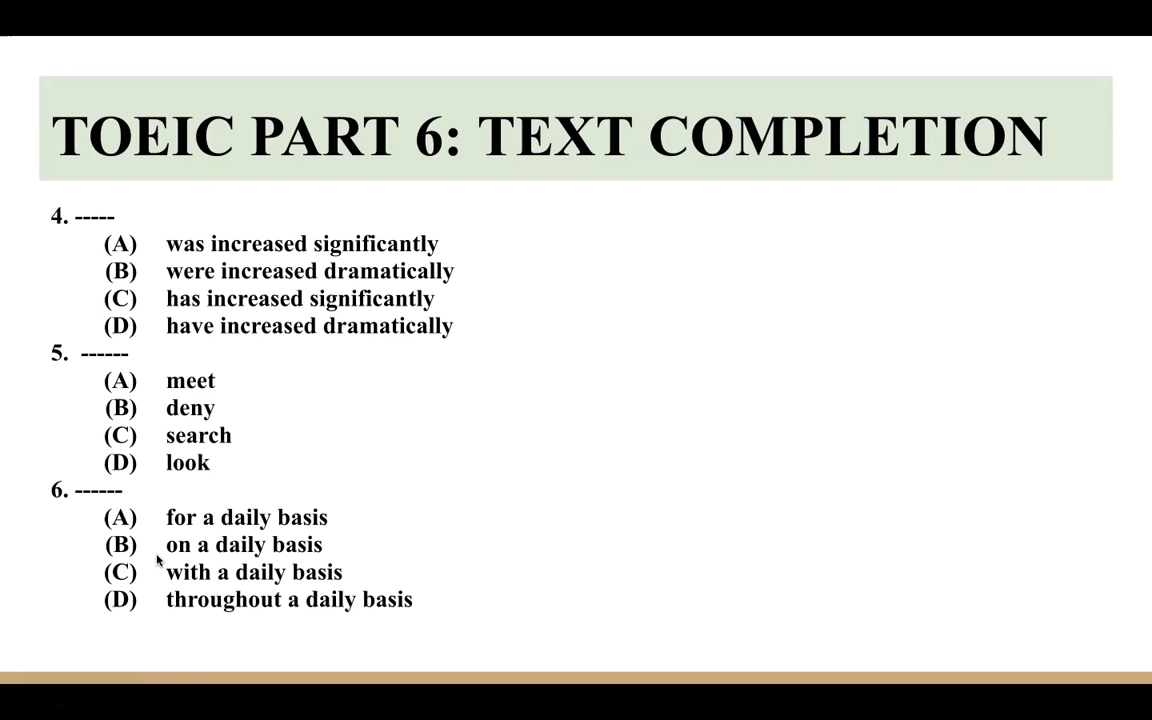 TOEIC PART 6: TEXT COMPLETION
4. -----
(A) was increased significantly
(B) were increased dramatically
(C) has increased significantly
(D) have increased dramatically
5. ------
(A) meet
(B) deny
(C) search
(D) look
6. ------
(A) for a daily basis
(B) on a daily basis
(C) with a daily basis
(D) throughout a daily basis